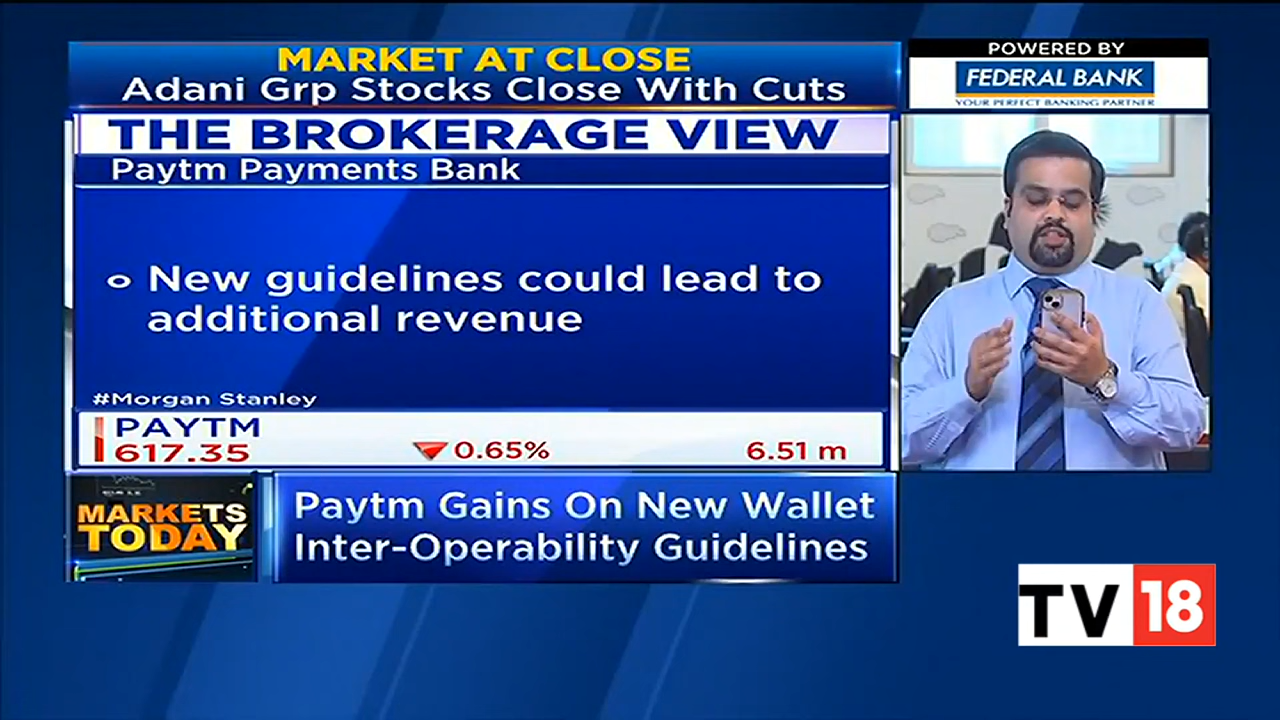 MARKET AT CLOSE
Adani Grp Stocks Close With Cuts
POWERED BY
FEDERAL BANK
YOUR PERFECT BANKING PARTNER
THE BROKERAGE VIEW
Paytm Payments Bank
New guidelines could lead to
additional revenue
#Morgan Stanley
PAYTM
617.35 0.65% 6.51 m
MARKETS
TODAY
Paytm Gains On New Wallet
Inter-Operability Guidelines
TV18